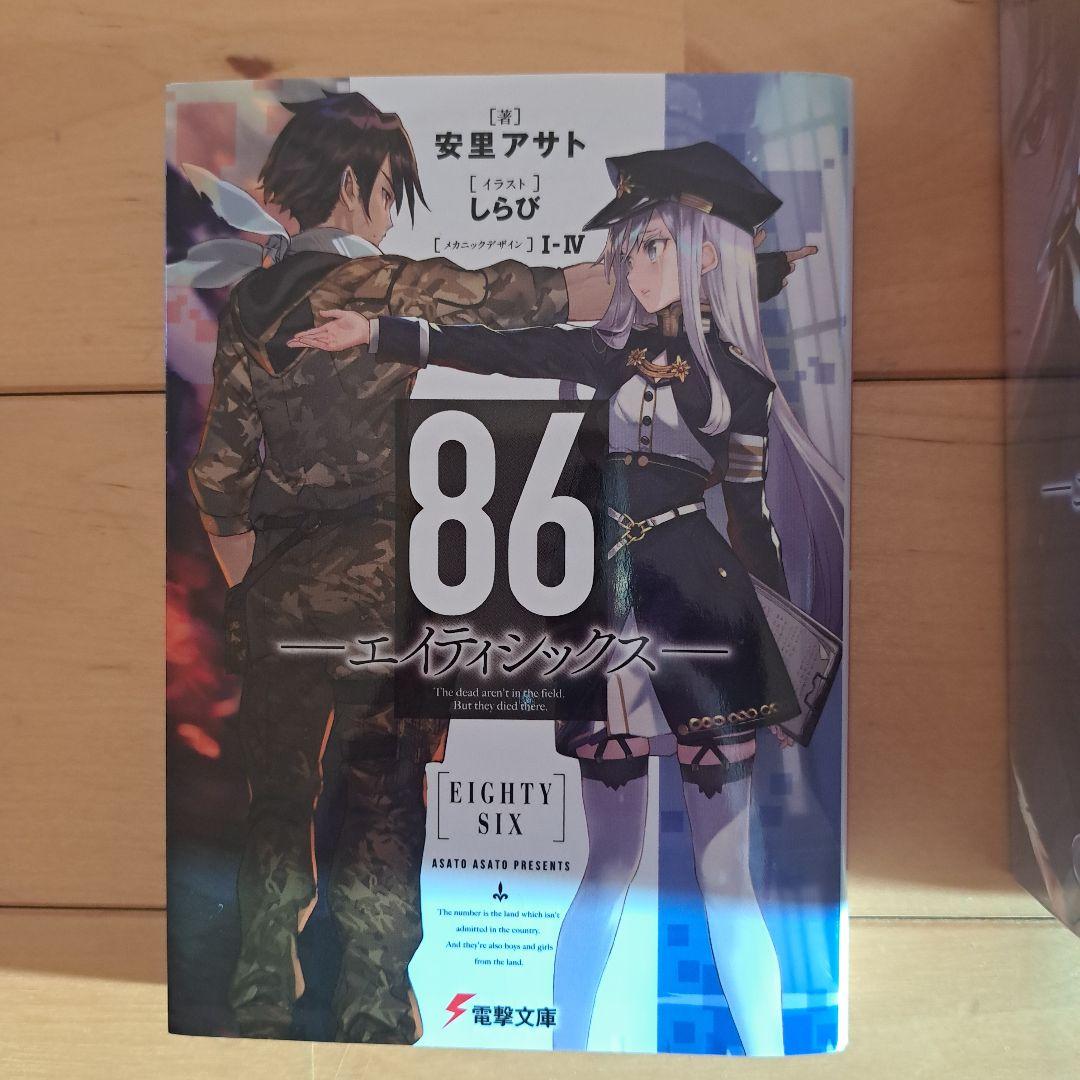 [著]
安里アサト
[イラスト]
しらび
[メカニックデザイン] I-Ⅳ
86
―エイティシックス―
The dead aren't in the field.
But they died there.
[EIGHTY
SIX]
ASATO ASATO PRESENTS
The number is the land which isn't
admitted in the country.
And they're also boys and girls
from the land.
電撃文庫